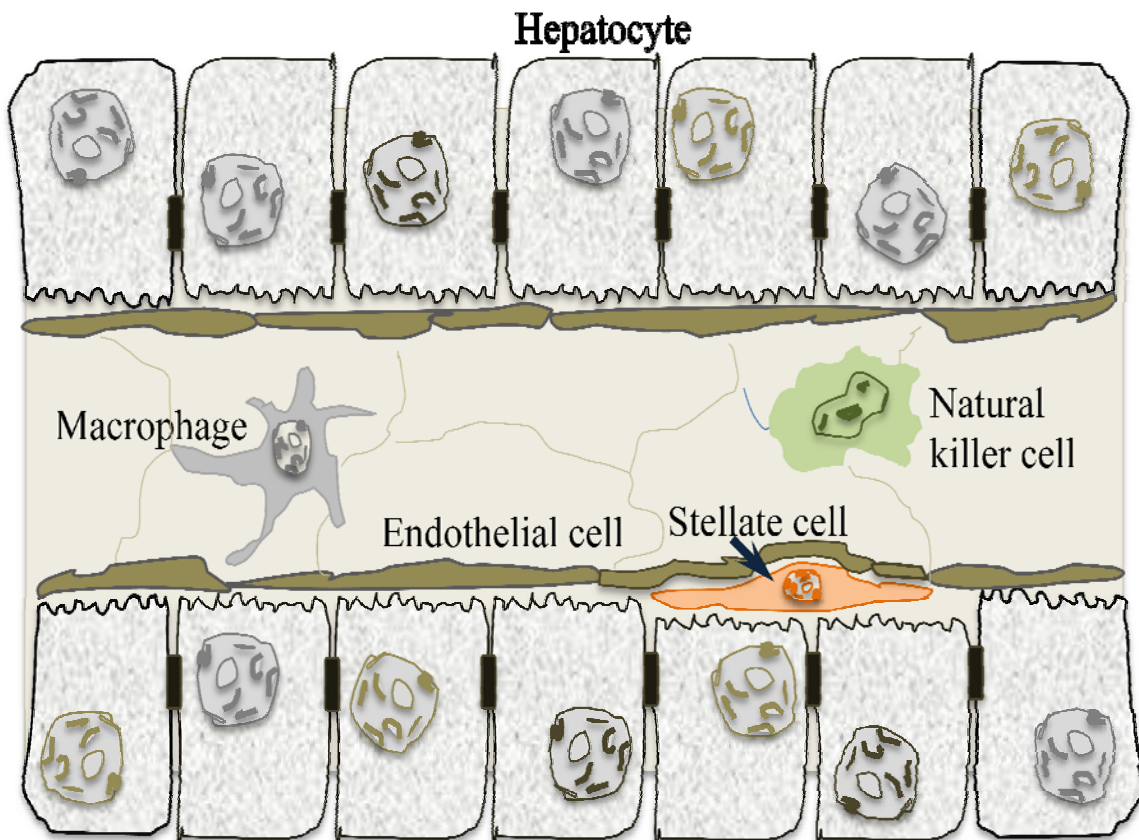 Hepatocyte
Macrophage
Natural
killer cell
Endothelial cell
Stellate cell